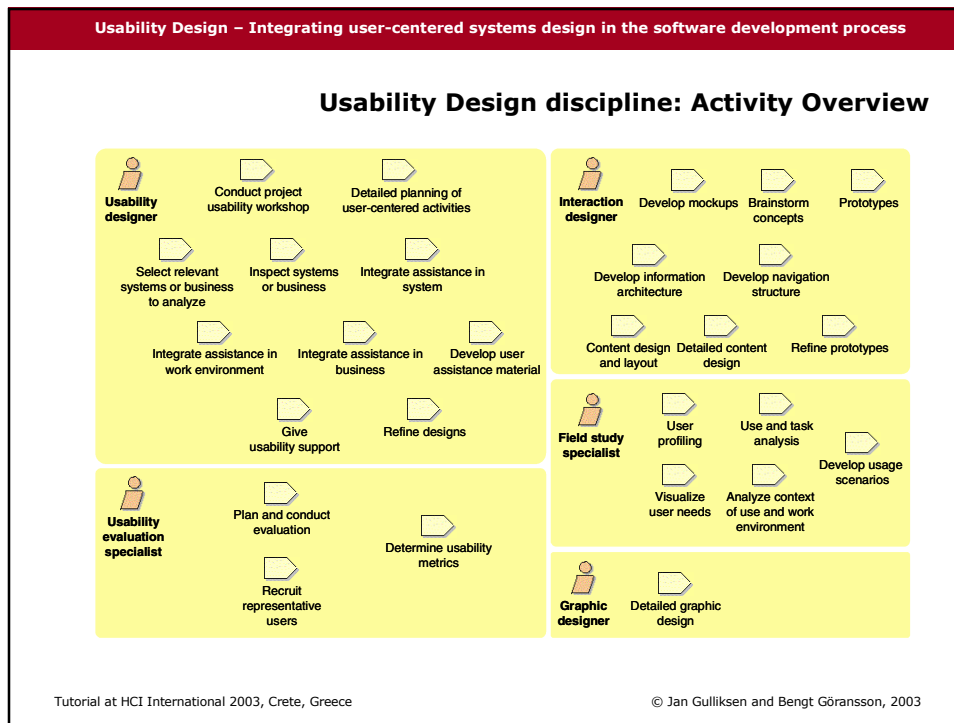 Usability Design – Integrating user-centered systems design in the software development process
Usability Design discipline: Activity Overview
Usability
designer
Conduct project
usability workshop
Detailed planning of
user-centered activities
Select relevant
systems or business
to analyze
Inspect systems
or business
Integrate assistance in
system
Integrate assistance in
work environment
Integrate assistance in
business
Develop user
assistance material
Give
usability support
Refine designs
Interaction
designer
Develop mockups
Brainstorm
concepts
Prototypes
Develop information
architecture
Develop navigation
structure
Content design
and layout
Detailed content
design
Refine prototypes
Field study
specialist
User
profiling
Use and task
analysis
Develop usage
scenarios
Visualize
user needs
Analyze context
of use and work
environment
Usability
evaluation
specialist
Plan and conduct
evaluation
Determine usability
metrics
Recruit
representative
users
Graphic
designer
Detailed graphic
design
Tutorial at HCI International 2003, Crete, Greece
© Jan Gulliksen and Bengt Göransson, 2003